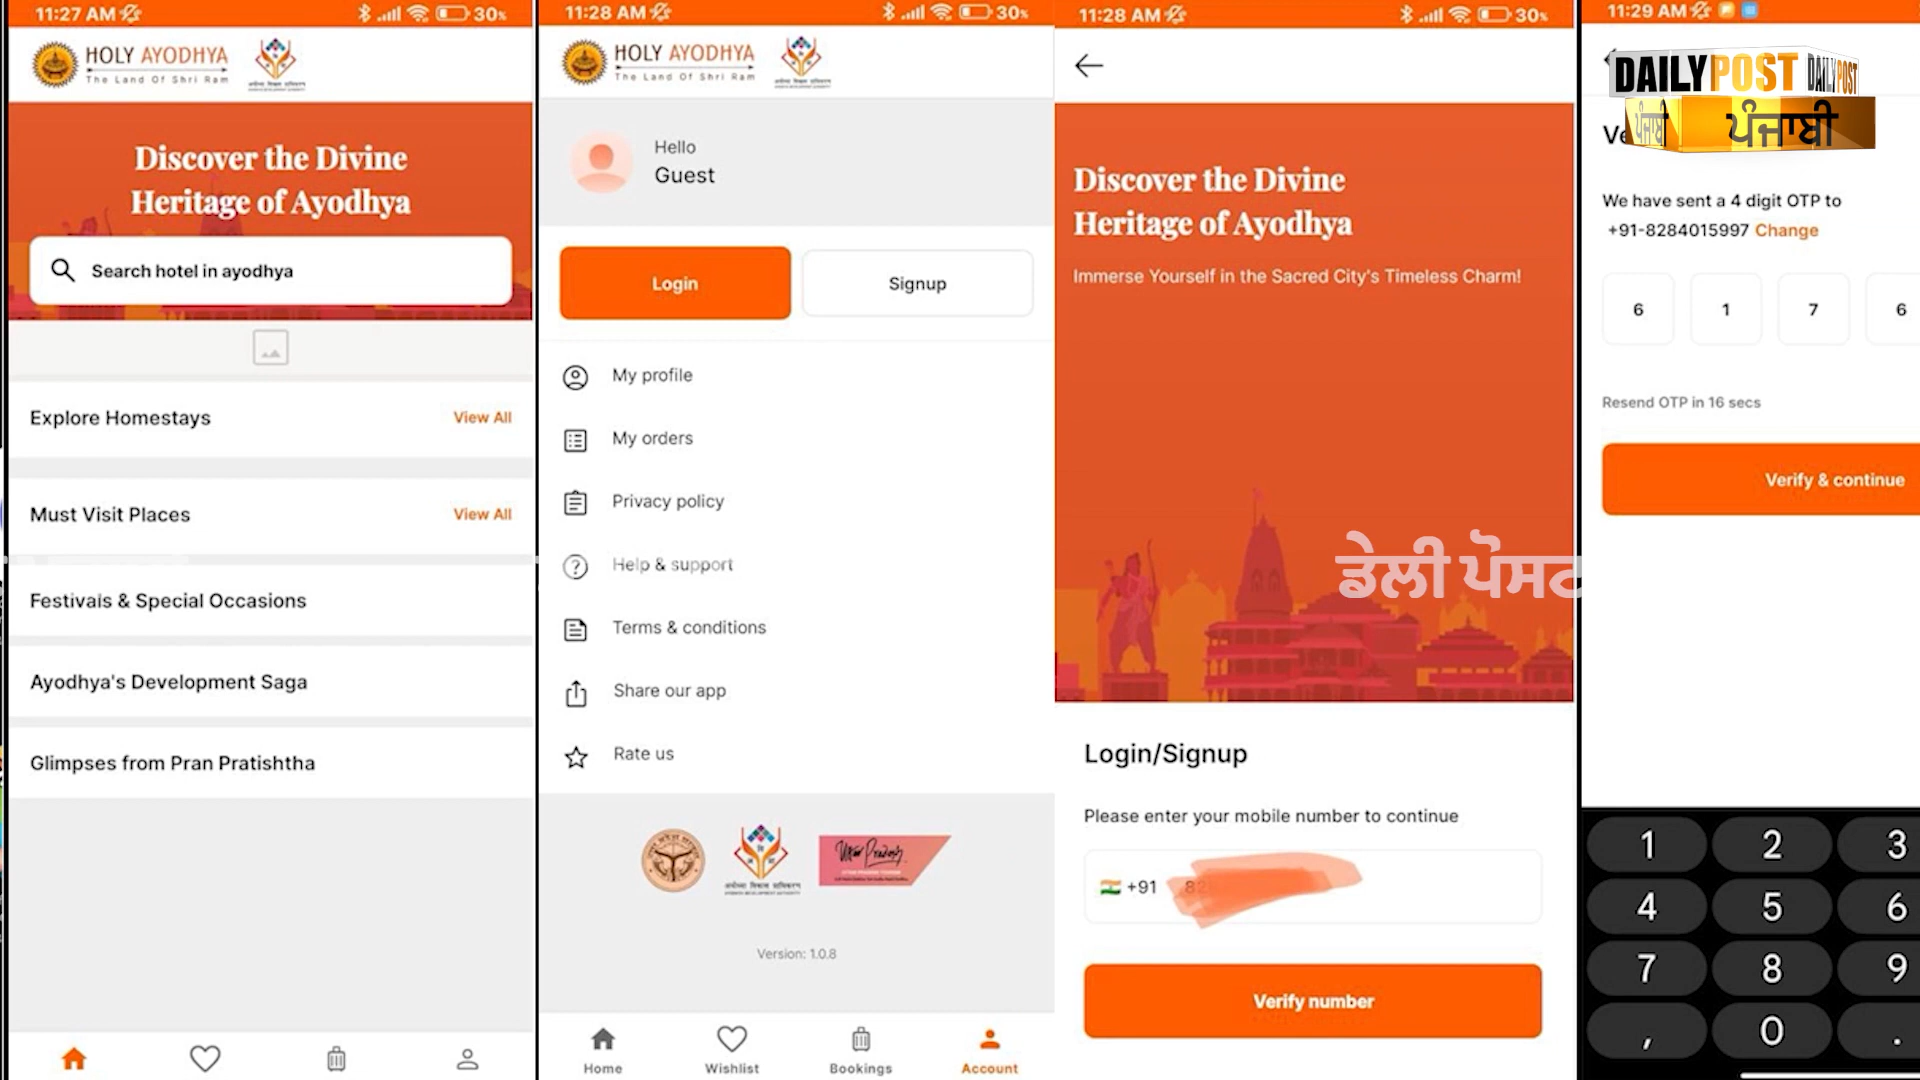 11:27 AM
30%
HOLY AYODHYA
The Land Of Shri Ram
Discover the Divine
Heritage of Ayodhya
Search hotel in ayodhya
Explore Homestays
View All
Must Visit Places
View All
Festivals & Special Occasions
Ayodhya's Development Saga
Glimpses from Pran Pratishtha
11:28 AM
30%
HOLY AYODHYA
The Land Of Shri Ram
Hello
Guest
Login
Signup
My profile
My orders
Privacy policy
Help & support
Terms & conditions
Share our app
Rate us
Uttar Pradesh
Version: 1.0.8
Home
Wishlist
Bookings
Account
11:28 AM
30%
Discover the Divine
Heritage of Ayodhya
Immerse Yourself in the Sacred City's Timeless Charm!
ਡੇਲੀ ਪੋਸਟ
Login/Signup
Please enter your mobile number to continue
+91 82
Verify number
11:29 AM
DAILYPOST DAILYPOST
ਪੰਜਾਬੀ ਪੰਜਾਬੀ
We have sent a 4 digit OTP to
+91-8284015997 Change
6 1 7 6
Resend OTP in 16 secs
Verify & continue
1 2 3
4 5 6
7 8 9
, 0 .